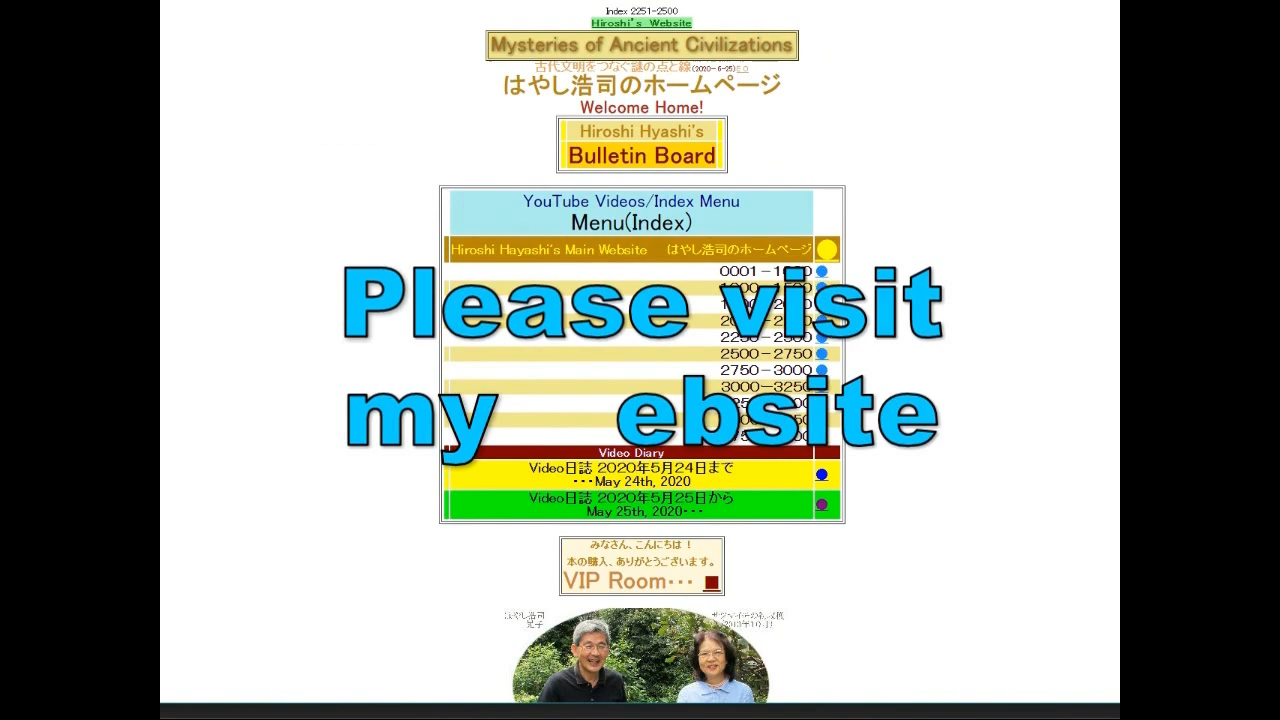 Index 2251-2500
Hiroshi's Website
Mysteries of Ancient Civilizations
古代文明をつなぐ謎の点と線(2020-6-25)
はやし浩司のホームページ
Welcome Home!
Hiroshi Hyashi's
Bulletin Board
YouTube Videos/Index Menu
Menu(Index)
Hiroshi Hayashi's Main Website はやし浩司のホームページ
Please visit
my ebsite
2500－2750
2750－3000
Video Diary
Video日誌 2020年5月24日まで
・・・May 24th, 2020
Video日誌 2020年5月25日から
May 25th, 2020・・・
みなさん、こんにちは！
本の購入、ありがとうございます。
VIP Room・・・
はやし浩司